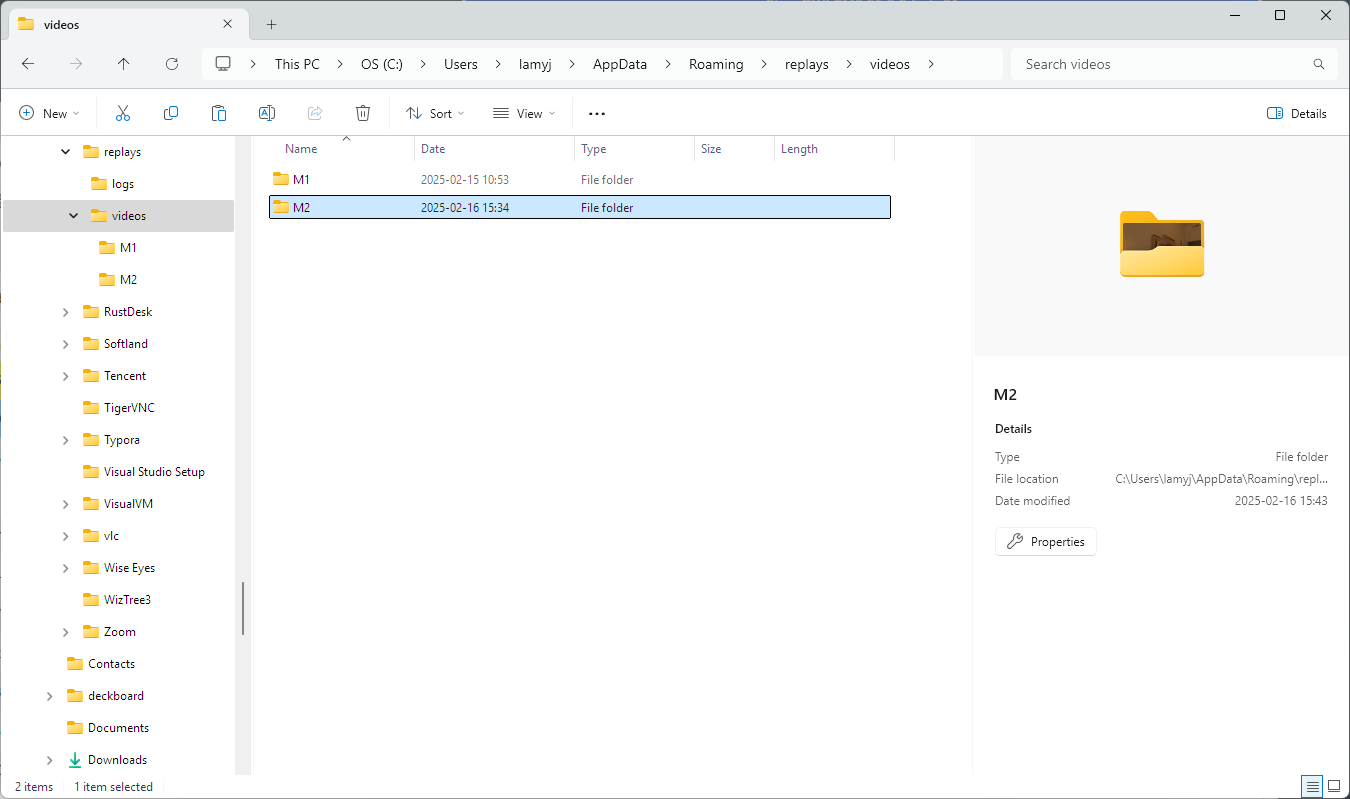 videos
This PC OS (C:) Users lamyj AppData Roaming replays videos
Search videos
New Sort View Details
Name Date Type Size Length
M1 2025-02-15 10:53 File folder
M2 2025-02-16 15:34 File folder
replays
logs
videos
M1
M2
RustDesk
Softland
Tencent
TigerVNC
Typora
Visual Studio Setup
VisualVM
vlc
Wise Eyes
WizTree3
Zoom
Contacts
deckboard
Documents
Downloads
M2
Details
Type File folder
File location C:\Users\lamyj\AppData\Roaming\repl...
Date modified 2025-02-16 15:43
Properties
2 items 1 item selected